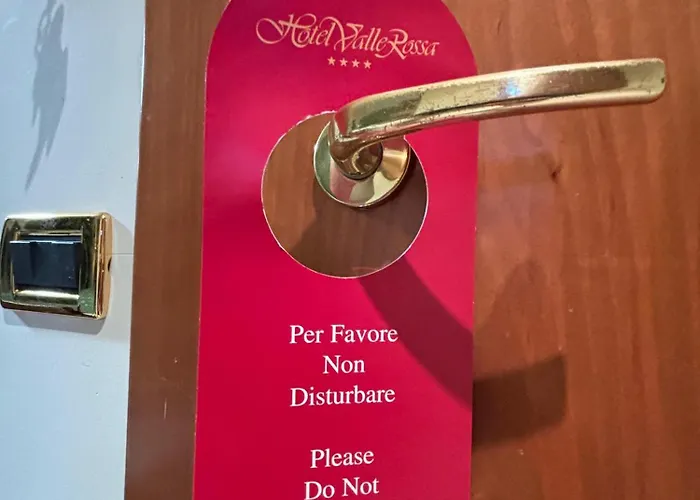 Hotel Valle Rossa
★★★★
Per Favore
Non
Disturbare
Please
Do Not